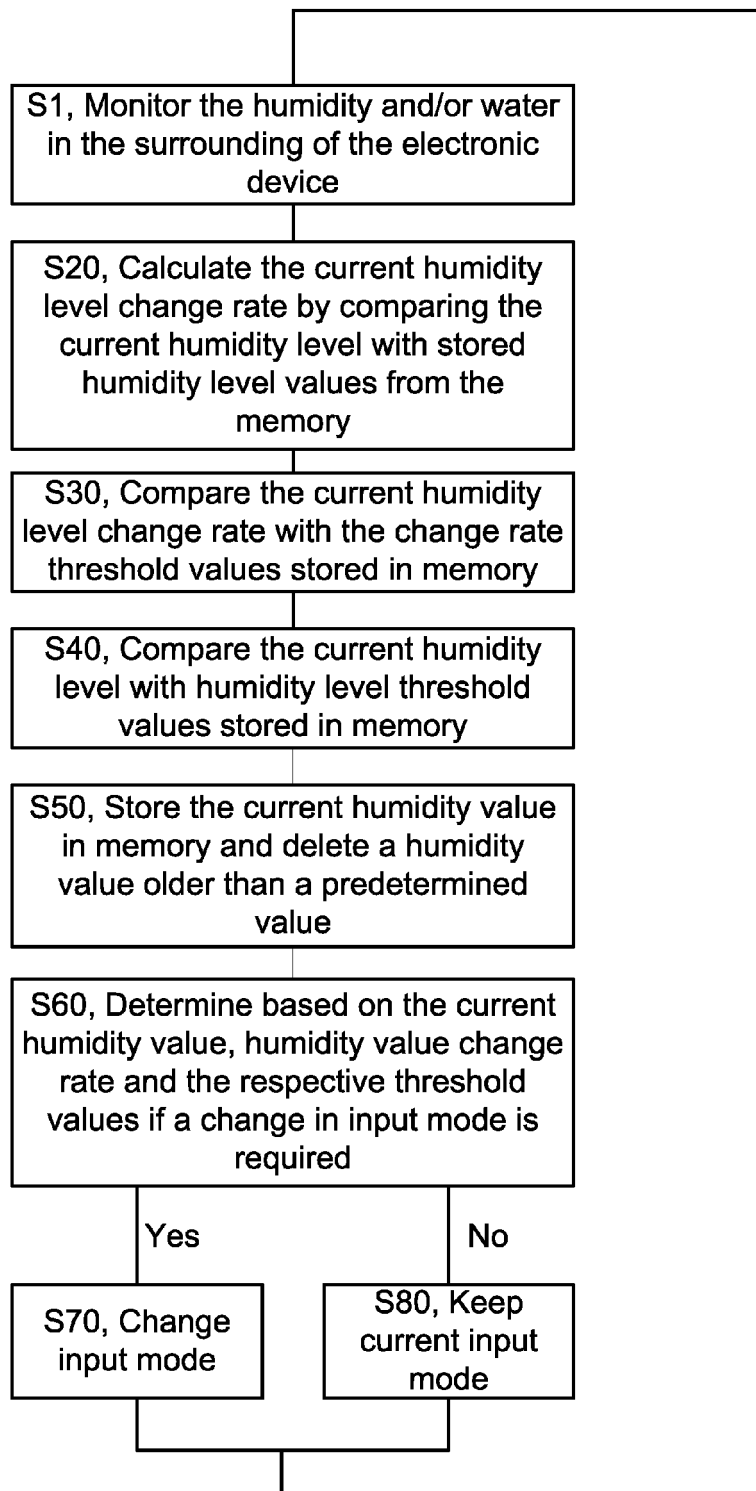 S1, Monitor the humidity and/or water
in the surrounding of the electronic
device
S20, Calculate the current humidity
level change rate by comparing the
current humidity level with stored
humidity level values from the
memory
S30, Compare the current humidity
level change rate with the change rate
threshold values stored in memory
S40, Compare the current humidity
level with humidity level threshold
values stored in memory
S50, Store the current humidity value
in memory and delete a humidity
value older than a predetermined
value
S60, Determine based on the current
humidity value, humidity value change
rate and the respective threshold
values if a change in input mode is
required
Yes
No
S70, Change
input mode
S80, Keep
current input
mode